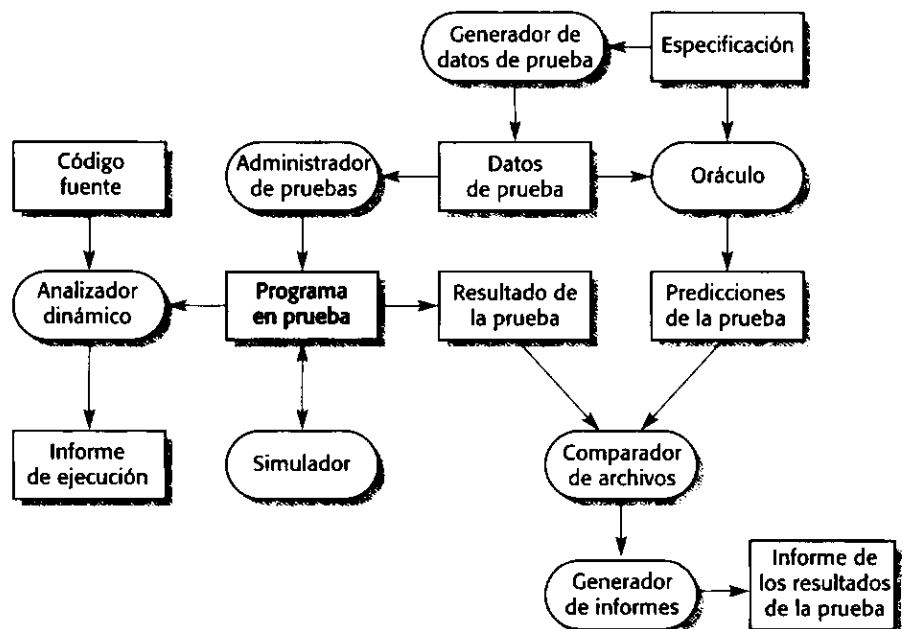 Generador de
datos de prueba
Especificación
Código
fuente
Administrador
de pruebas
Datos
de prueba
Oráculo
Analizador
dinámico
Programa
en prueba
Resultado de
la prueba
Predicciones
de la prueba
Informe
de ejecución
Simulador
Comparador
de archivos
Generador
de informes
Informe de
los resultados
de la prueba